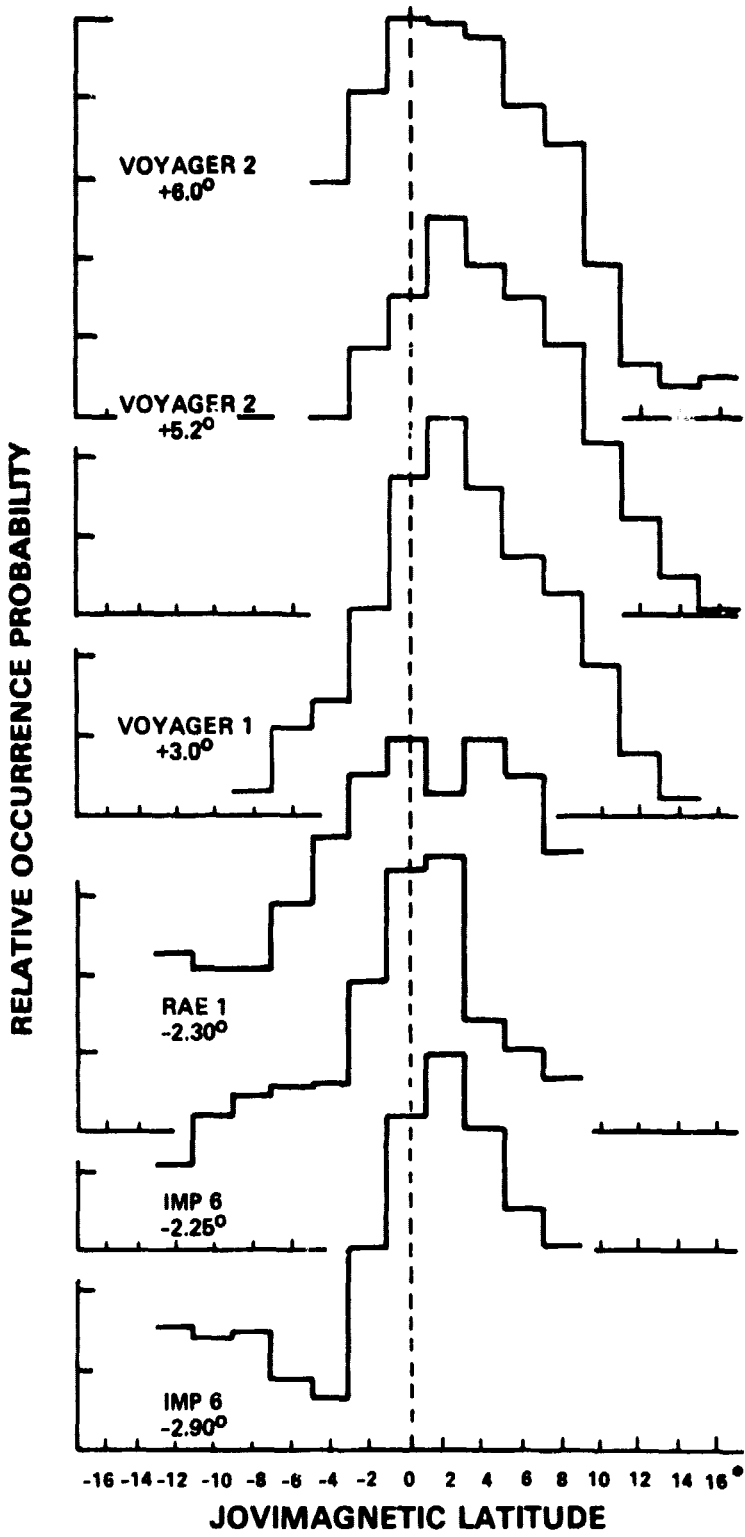 VOYAGER 2
+6.0°
VOYAGER 2
+5.2°
VOYAGER 1
+3.0°
RAE 1
-2.30°
IMP 6
-2.25°
IMP 6
-2.90°
RELATIVE OCCURRENCE PROBABILITY
-16 -14 -12 -10 -8 -6 -4 -2 0 2 4 6 8 10 12 14 16°
JOVIMAGNETIC LATITUDE